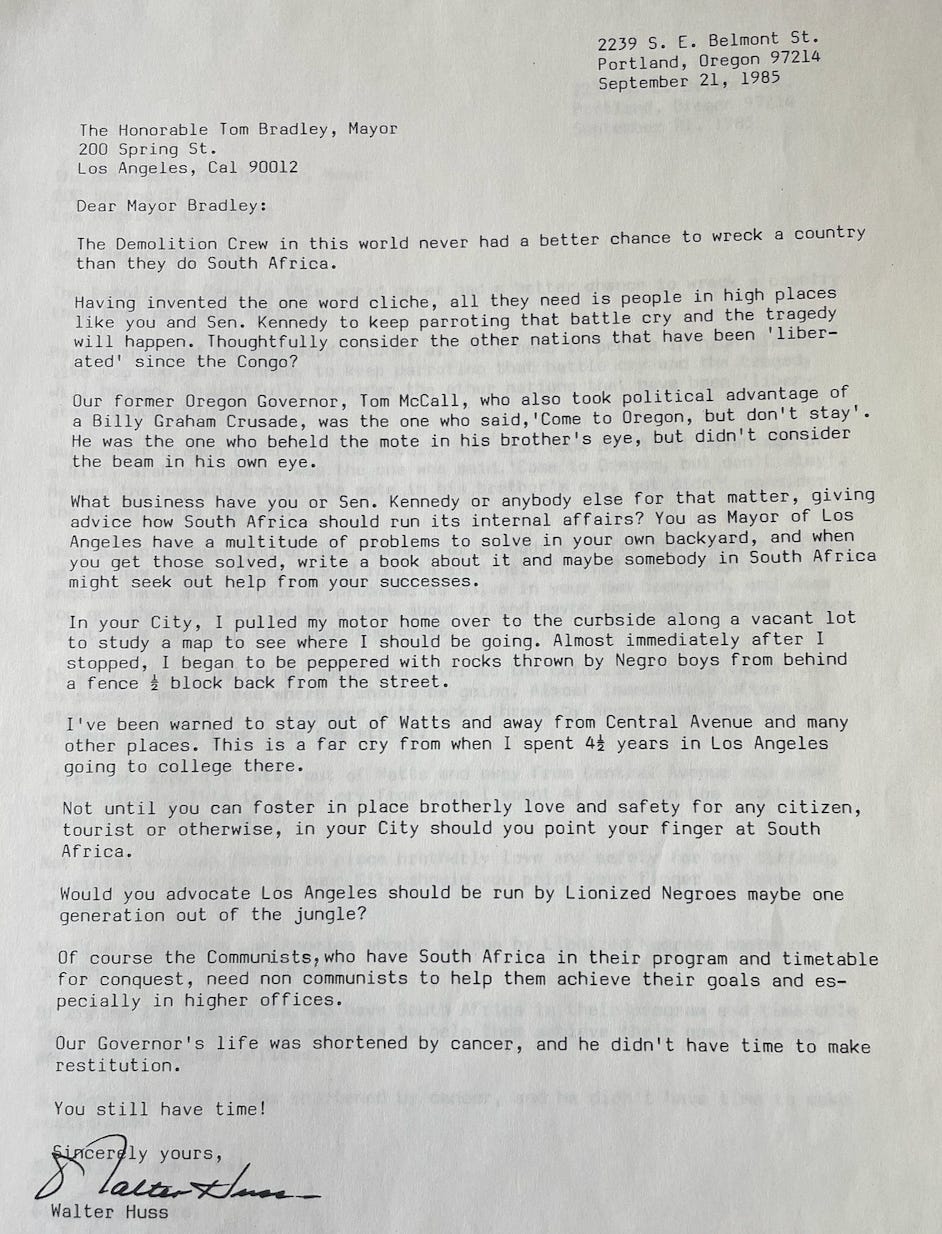 2239 S. E. Belmont St.
Portland, Oregon 97214
September 21, 1985
The Honorable Tom Bradley, Mayor
200 Spring St.
Los Angeles, Cal 90012
Dear Mayor Bradley:
The Demolition Crew in this world never had a better chance to wreck a country
than they do South Africa.
Having invented the one word cliche, all they need is people in high places
like you and Sen. Kennedy to keep parroting that battle cry and the tragedy
will happen. Thoughtfully consider the other nations that have been 'liber-
ated' since the Congo?
Our former Oregon Governor, Tom McCall, who also took political advantage of
a Billy Graham Crusade, was the one who said,'Come to Oregon, but don't stay'.
He was the one who beheld the mote in his brother's eye, but didn't consider
the beam in his own eye.
What business have you or Sen. Kennedy or anybody else for that matter, giving
advice how South Africa should run its internal affairs? You as Mayor of Los
Angeles have a multitude of problems to solve in your own backyard, and when
you get those solved, write a book about it and maybe somebody in South Africa
might seek out help from your successes.
In your City, I pulled my motor home over to the curbside along a vacant lot
to study a map to see where I should be going. Almost immediately after I
stopped, I began to be peppered with rocks thrown by Negro boys from behind
a fence ½ block back from the street.
I've been warned to stay out of Watts and away from Central Avenue and many
other places. This is a far cry from when I spent 4½ years in Los Angeles
going to college there.
Not until you can foster in place brotherly love and safety for any citizen,
tourist or otherwise, in your City should you point your finger at South
Africa.
Would you advocate Los Angeles should be run by Lionized Negroes maybe one
generation out of the jungle?
Of course the Communists, who have South Africa in their program and timetable
for conquest, need non communists to help them achieve their goals and es-
pecially in higher offices.
Our Governor's life was shortened by cancer, and he didn't have time to make
restitution.
You still have time!
Sincerely yours,
Walter Huss
Walter Huss